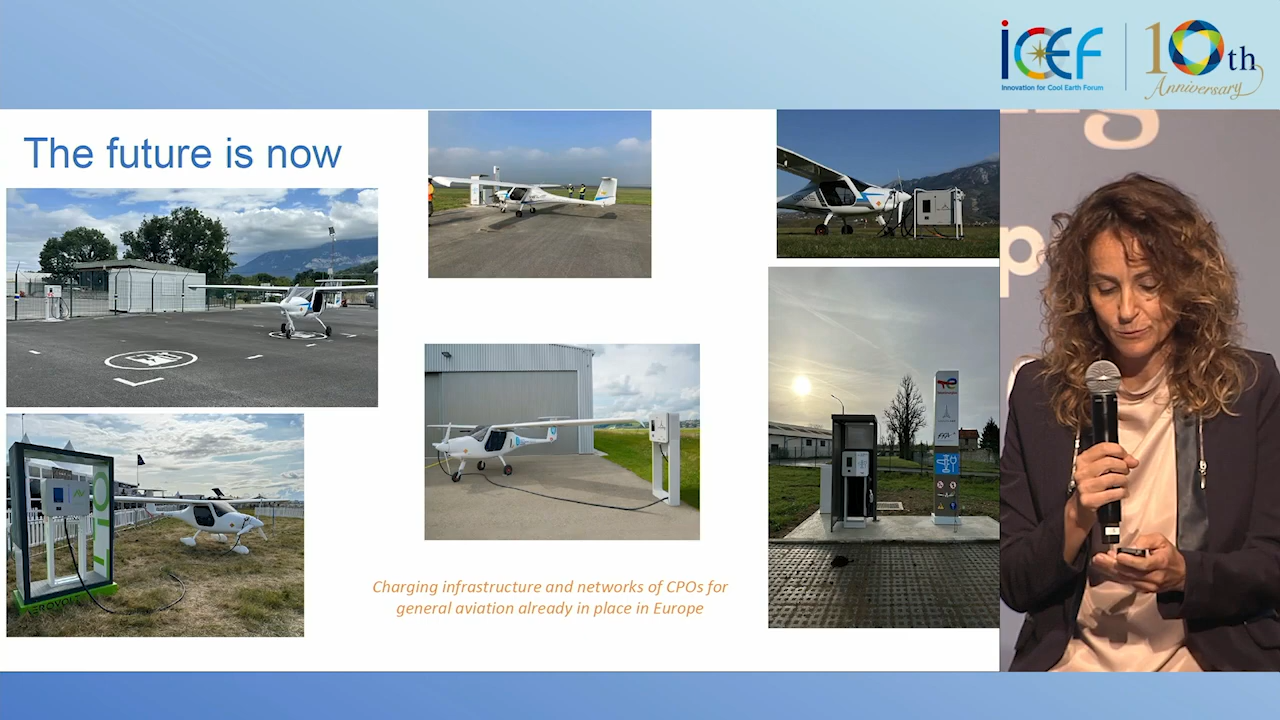 iCEF
Innovation for Cool Earth Forum
10th
Anniversary
The future is now
Charging infrastructure and networks of CPOs for
general aviation already in place in Europe